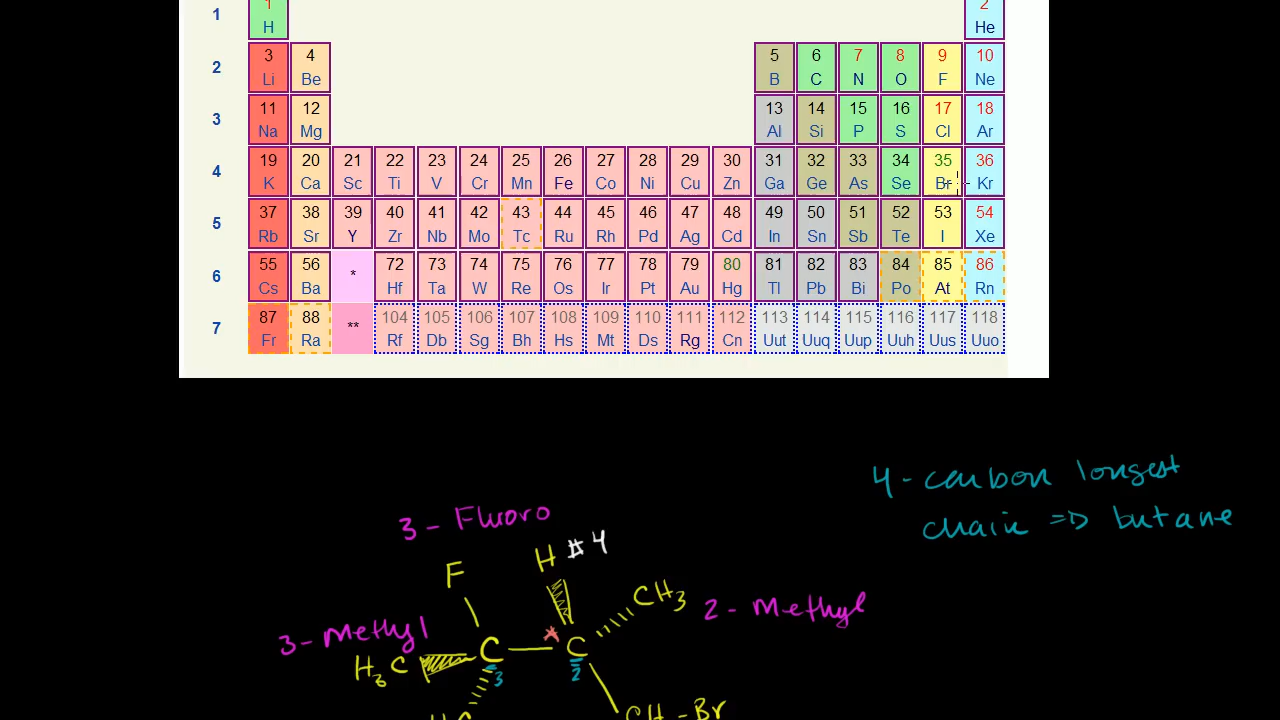 1 H He 2
2 3 Li 4 Be 5 B 6 C 7 N 8 O 9 F 10 Ne
3 11 Na 12 Mg 13 Al 14 Si 15 P 16 S 17 Cl 18 Ar
4 19 K 20 Ca 21 Sc 22 Ti 23 V 24 Cr 25 Mn 26 Fe 27 Co 28 Ni 29 Cu 30 Zn 31 Ga 32 Ge 33 As 34 Se 35 Br 36 Kr
5 37 Rb 38 Sr 39 Y 40 Zr 41 Nb 42 Mo 43 Tc 44 Ru 45 Rh 46 Pd 47 Ag 48 Cd 49 In 50 Sn 51 Sb 52 Te 53 I 54 Xe
6 55 Cs 56 Ba * 72 Hf 73 Ta 74 W 75 Re 76 Os 77 Ir 78 Pt 79 Au 80 Hg 81 Tl 82 Pb 83 Bi 84 Po 85 At 86 Rn
7 87 Fr 88 Ra ** 104 Rf 105 Db 106 Sg 107 Bh 108 Hs 109 Mt 110 Ds 111 Rg 112 Cn 113 Uut 114 Uuq 115 Uup 116 Uuh 117 Uus 118 Uuo
4 - carbon longest
chain => butane
3 - Fluoro
F H #4
CH3 2 - Methyl
3 - Methyl
H3C C C
3 2
CH - Br